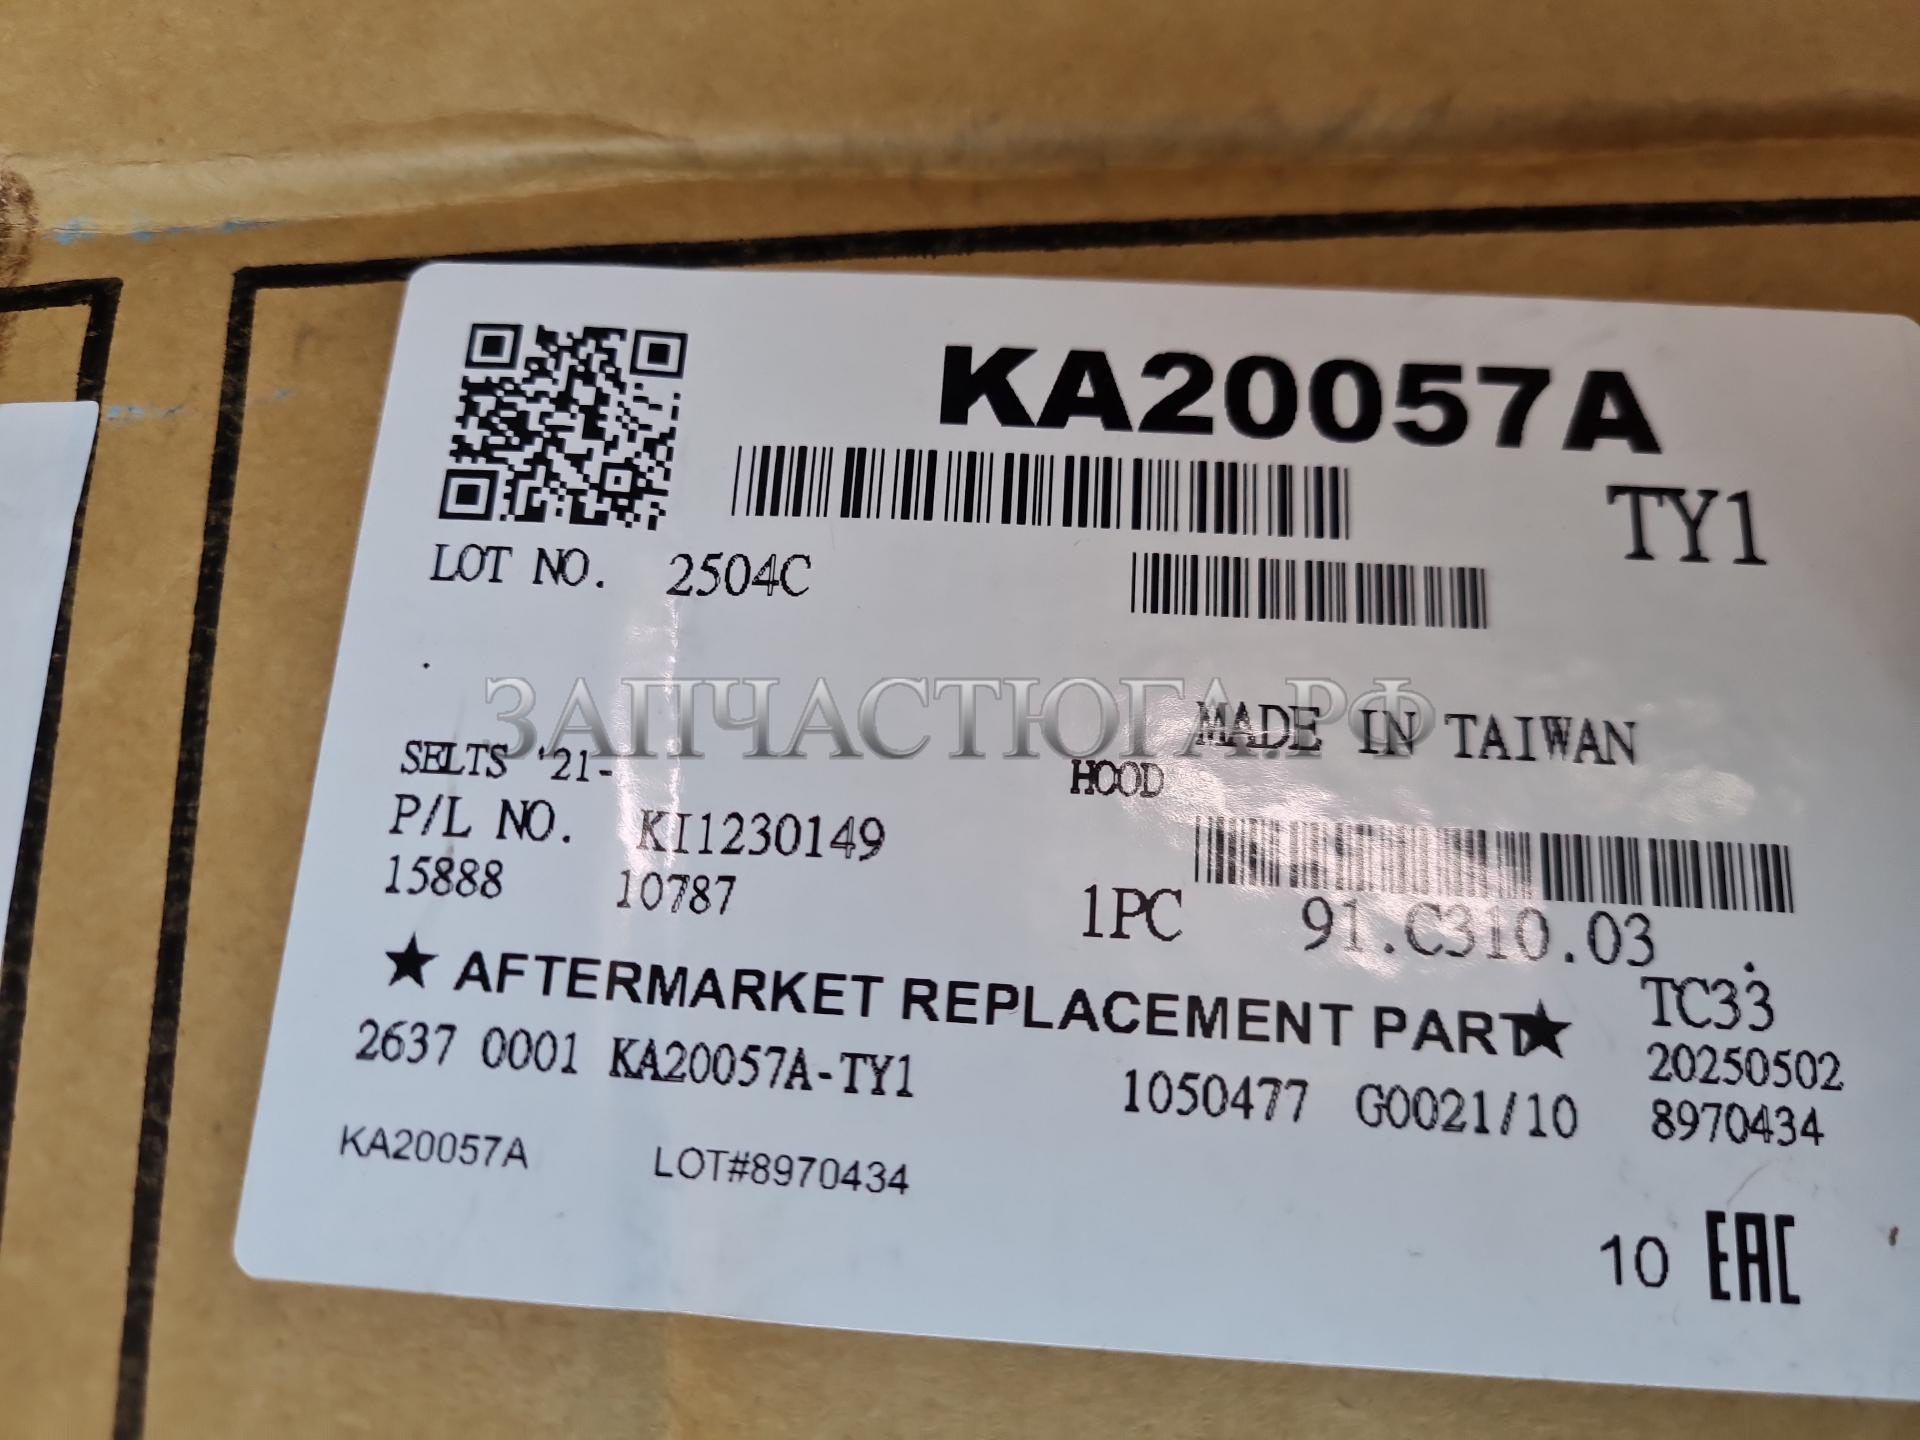 KA20057A
TY1
LOT NO. 2504C
ЗАПЧАСТЮГА.РФ
MADE IN TAIWAN
SELTS '21- HOOD
P/L NO. KI1230149
15888 10787 1PC 91.C310.03
★ AFTERMARKET REPLACEMENT PART★ TC33
2637 0001 KA20057A-TY1 1050477 G0021/10 20250502
8970434
KA20057A LOT#8970434
10 EAC